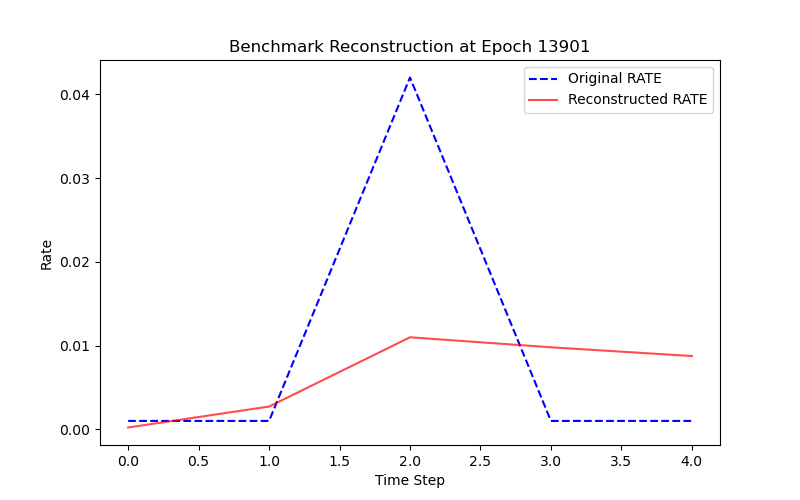 Benchmark Reconstruction at Epoch 13901
Original RATE
Reconstructed RATE
0.04
0.03
0.02
0.01
0.00
Rate
0.0 0.5 1.0 1.5 2.0 2.5 3.0 3.5 4.0
Time Step